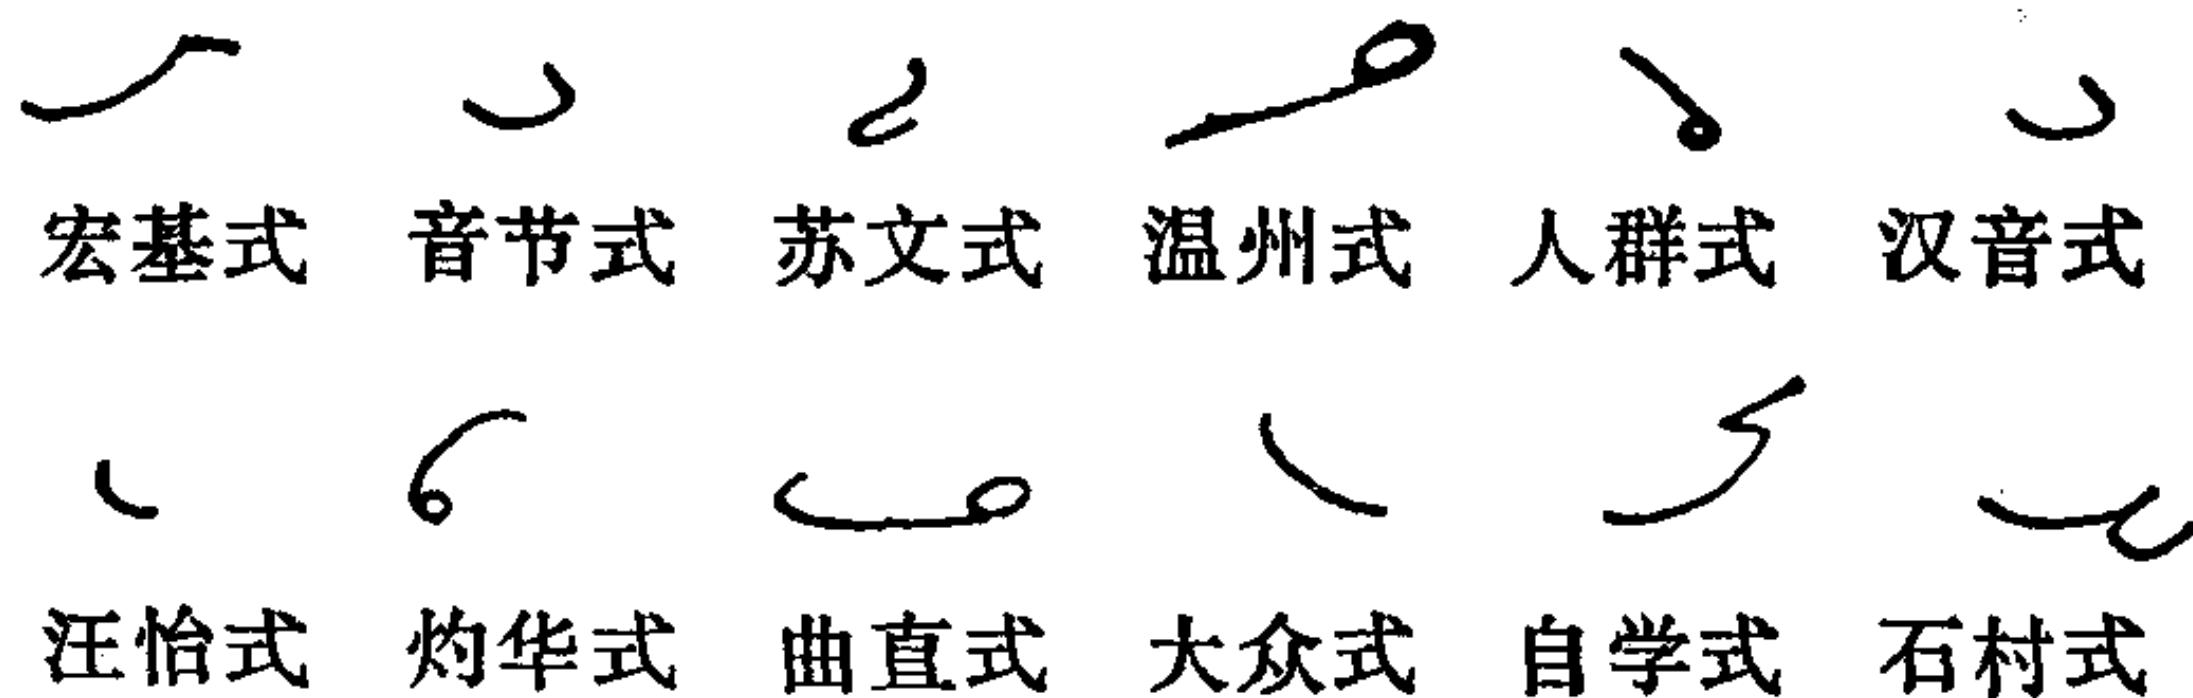 宏基式 音节式 苏文式 温州式 人群式 汉音式
汪怡式 灼华式 曲直式 大众式 自学式 石村式